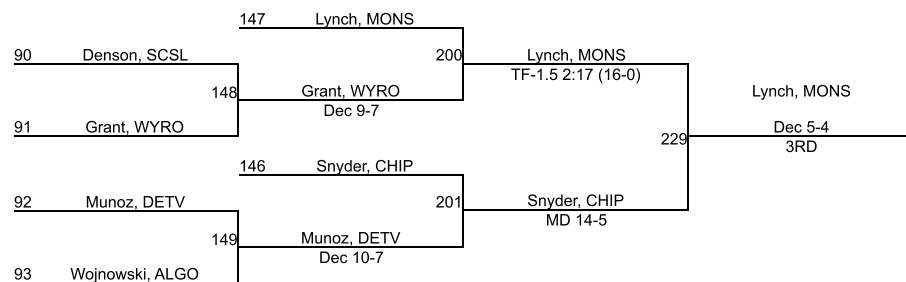 147 Lynch, MONS
90 Denson, SCSL
200 Lynch, MONS
TF-1.5 2:17 (16-0)
148 Grant, WYRO
Dec 9-7
Lynch, MONS
91 Grant, WYRO
229 Dec 5-4
3RD
146 Snyder, CHIP
92 Munoz, DETV
201 Snyder, CHIP
MD 14-5
149 Munoz, DETV
Dec 10-7
93 Wojnowski, ALGO